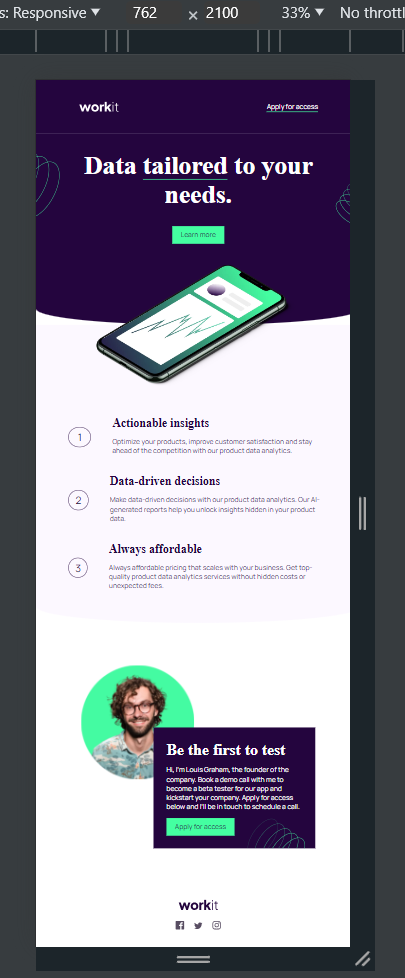 s: Responsive ▼ 762 × 2100 33% ▼ No thrott
workit Apply for access
Data tailored to your
needs.
Learn more
1 Actionable insights
Optimize your products, improve customer satisfaction and stay
ahead of the competition with our product data analytics.
2 Data-driven decisions
Make data-driven decisions with our product data analytics. Our AI-
generated reports help you unlock insights hidden in your product
data.
3 Always affordable
Always affordable pricing that scales with your business. Get top-
quality product data analytics services without hidden costs or
unexpected fees.
Be the first to test
Hi, I'm Louis Graham, the founder of the
company. Book a demo call with me to
become a beta tester for our app and
kickstart your company. Apply for access
below and I'll be in touch to schedule a call.
Apply for access
workit